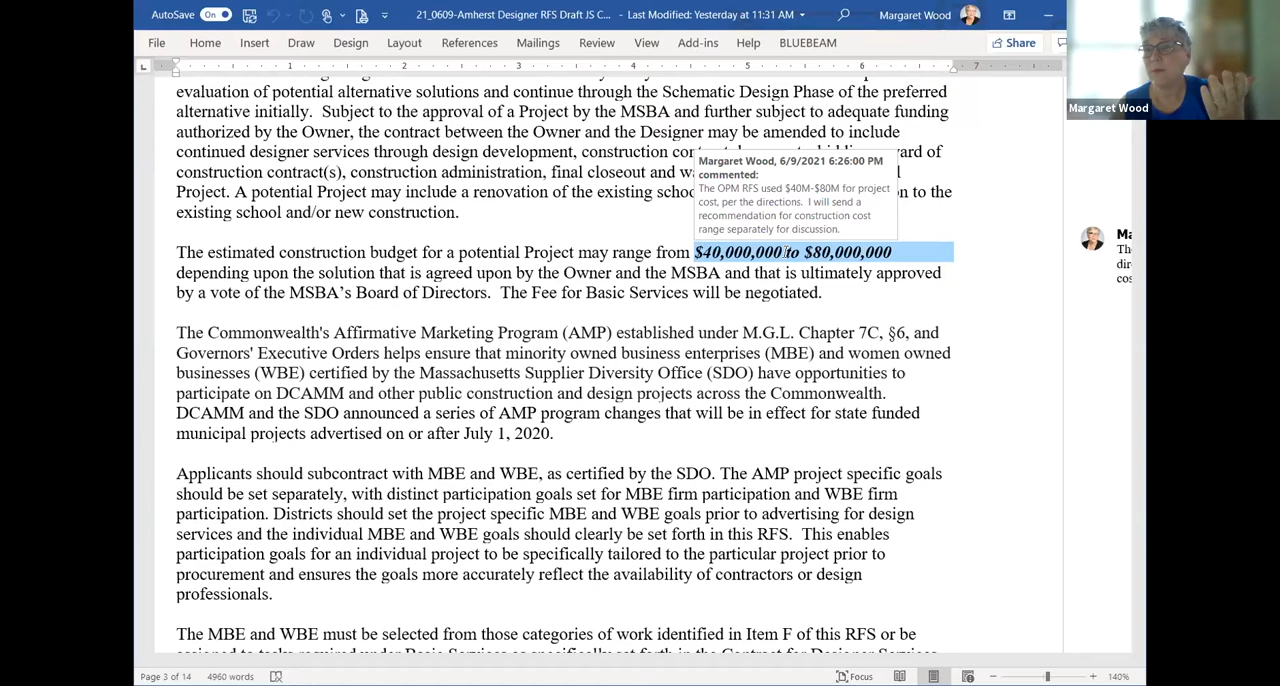 AutoSave On 21_0609-Amherst Designer RFS Draft JS C... - Last Modified: Yesterday at 11:31 AM Margaret Wood
File Home Insert Draw Design Layout References Mailings Review View Add-ins Help BLUEBEAM Share
1 2 3 4 5 6 7
evaluation of potential alternative solutions and continue through the Schematic Design Phase of the preferred
alternative initially. Subject to the approval of a Project by the MSBA and further subject to adequate funding
authorized by the Owner, the contract between the Owner and the Designer may be amended to include
continued designer services through design development, construction ward of
construction contract(s), construction administration, final closeout and
Project. A potential Project may include a renovation of the existing to the
existing school and/or new construction.
Margaret Wood, 6/9/2021 6:26:00 PM
commented:
The OPM RFS used $40M-$80M for project
cost, per the directions. I will send a
recommendation for construction cost
range separately for discussion.
The estimated construction budget for a potential Project may range from $40,000,000 to $80,000,000
depending upon the solution that is agreed upon by the Owner and the MSBA and that is ultimately approved
by a vote of the MSBA's Board of Directors. The Fee for Basic Services will be negotiated.
The Commonwealth's Affirmative Marketing Program (AMP) established under M.G.L. Chapter 7C, §6, and
Governors' Executive Orders helps ensure that minority owned business enterprises (MBE) and women owned
businesses (WBE) certified by the Massachusetts Supplier Diversity Office (SDO) have opportunities to
participate on DCAMM and other public construction and design projects across the Commonwealth.
DCAMM and the SDO announced a series of AMP program changes that will be in effect for state funded
municipal projects advertised on or after July 1, 2020.
Applicants should subcontract with MBE and WBE, as certified by the SDO. The AMP project specific goals
should be set separately, with distinct participation goals set for MBE firm participation and WBE firm
participation. Districts should set the project specific MBE and WBE goals prior to advertising for design
services and the individual MBE and WBE goals should clearly be set forth in this RFS. This enables
participation goals for an individual project to be specifically tailored to the particular project prior to
procurement and ensures the goals more accurately reflect the availability of contractors or design
professionals.
The MBE and WBE must be selected from those categories of work identified in Item F of this RFS or be
Margaret Wood
Ma
The
dire
cos
Page 3 of 14 4960 words Focus 140%